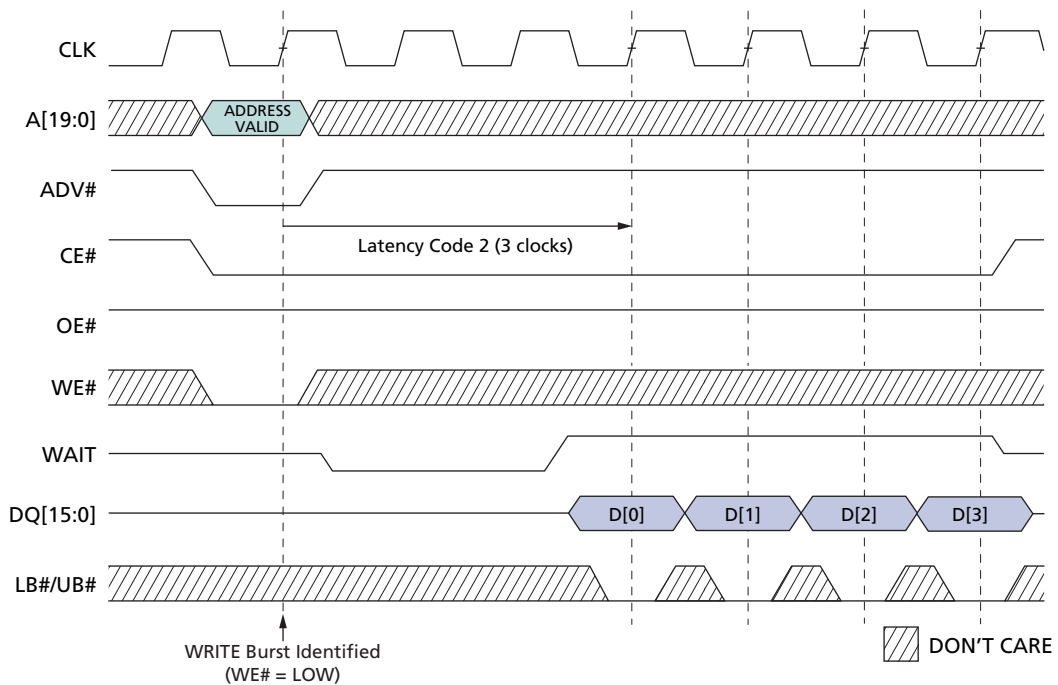 CLK
A[19:0]
ADDRESS
VALID
ADV#
Latency Code 2 (3 clocks)
CE#
OE#
WE#
WAIT
DQ[15:0]
D[0]
D[1]
D[2]
D[3]
LB#/UB#
WRITE Burst Identified
(WE# = LOW)
DON'T CARE